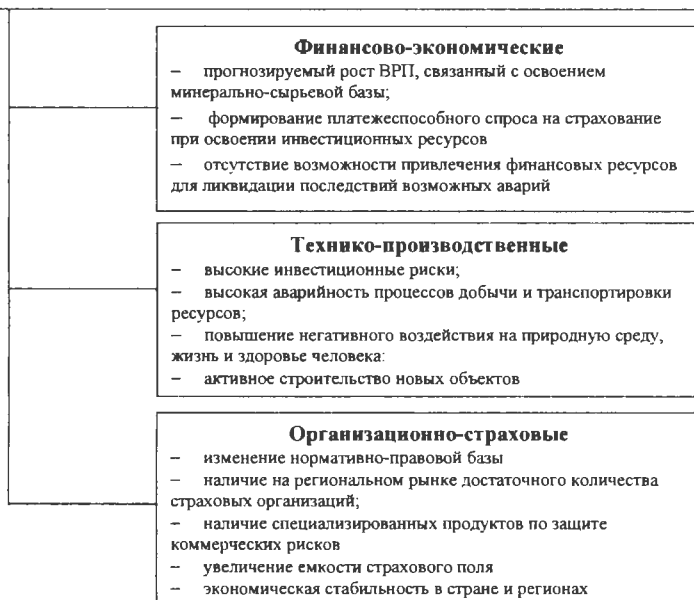 Финансово-экономические
– прогнозируемый рост ВРП, связанный с освоением
минерально-сырьевой базы;
– формирование платежеспособного спроса на страхование
при освоении инвестиционных ресурсов
– отсутствие возможности привлечения финансовых ресурсов
для ликвидации последствий возможных аварий
Технико-производственные
– высокие инвестиционные риски;
– высокая аварийность процессов добычи и транспортировки
ресурсов;
– повышение негативного воздействия на природную среду,
жизнь и здоровье человека:
– активное строительство новых объектов
Организационно-страховые
– изменение нормативно-правовой базы
– наличие на региональном рынке достаточного количества
страховых организаций;
– наличие специализированных продуктов по защите
коммерческих рисков
– увеличение емкости страхового поля
– экономическая стабильность в стране и регионах